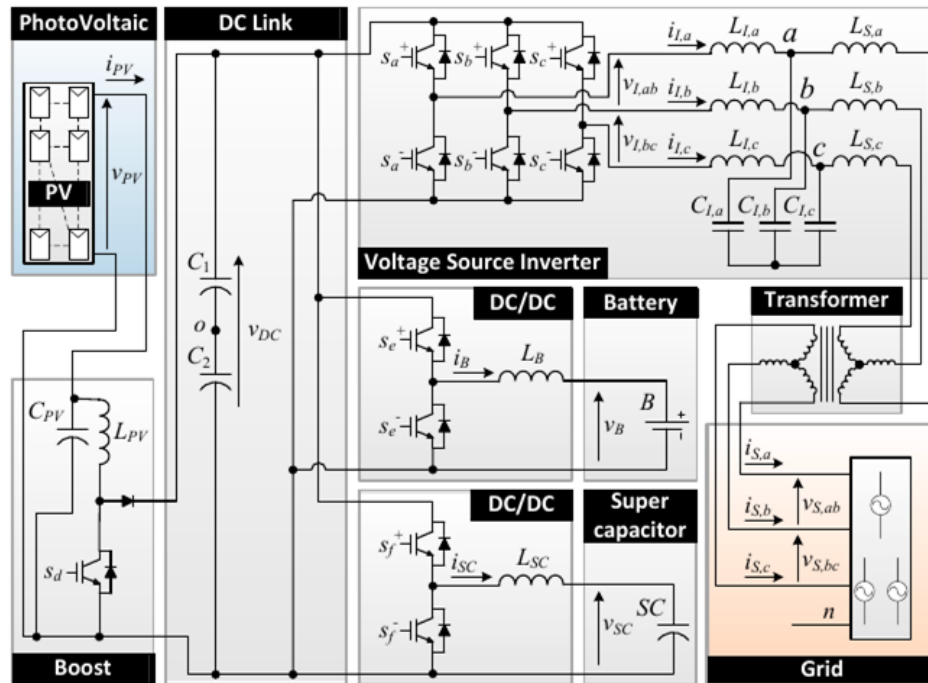 PhotoVoltaic
i_PV
v_PV
PV
DC Link
C_1
o
C_2
v_DC
s_a^+
s_b^+
s_c^+
s_a^-
s_b^-
s_c^-
i_I,a
L_I,a
a
L_S,a
v_I,ab
i_I,b
L_I,b
b
L_S,b
v_I,bc
i_I,c
L_I,c
c
L_S,c
C_I,a
C_I,b
C_I,c
Voltage Source Inverter
C_PV
L_PV
s_d
Boost
DC/DC
s_e^+
i_B
L_B
s_e^-
Battery
v_B
B
+
-
DC/DC
s_f^+
i_SC
L_SC
s_f^-
Super
capacitor
v_SC
SC
Transformer
i_S,a
v_S,ab
i_S,b
v_S,bc
i_S,c
n
Grid